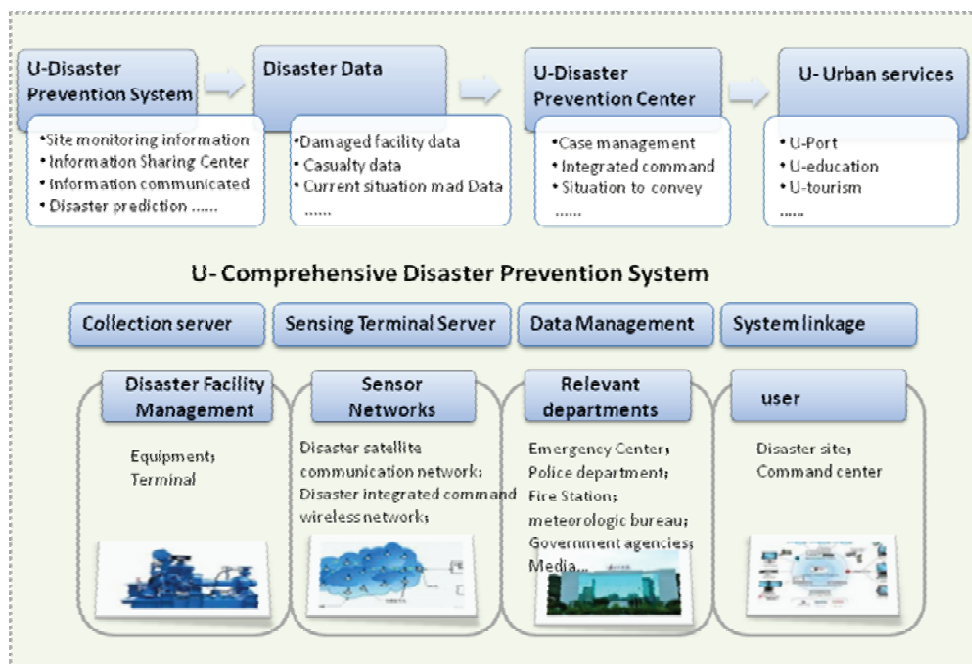 U-Disaster
Prevention System
Disaster Data
U-Disaster
Prevention Center
U- Urban services
•Site monitoring information
• Information Sharing Center
• Information communicated
• Disaster prediction ......
•Damaged facility data
• Casualty data
• Current situation mad Data
......
•Case management
• Integrated command
• Situation to convey
......
• U-Port
• U-education
• U-tourism
......
U- Comprehensive Disaster Prevention System
Collection server
Sensing Terminal Server
Data Management
System linkage
Disaster Facility
Management
Sensor
Networks
Relevant
departments
user
Equipment;
Terminal
Disaster satellite
communication network;
Disaster integrated command
wireless network;
Emergency Center;
Police department;
Fire Station;
meteorologic bureau;
Government agencies;
Media...
Disaster site;
Command center